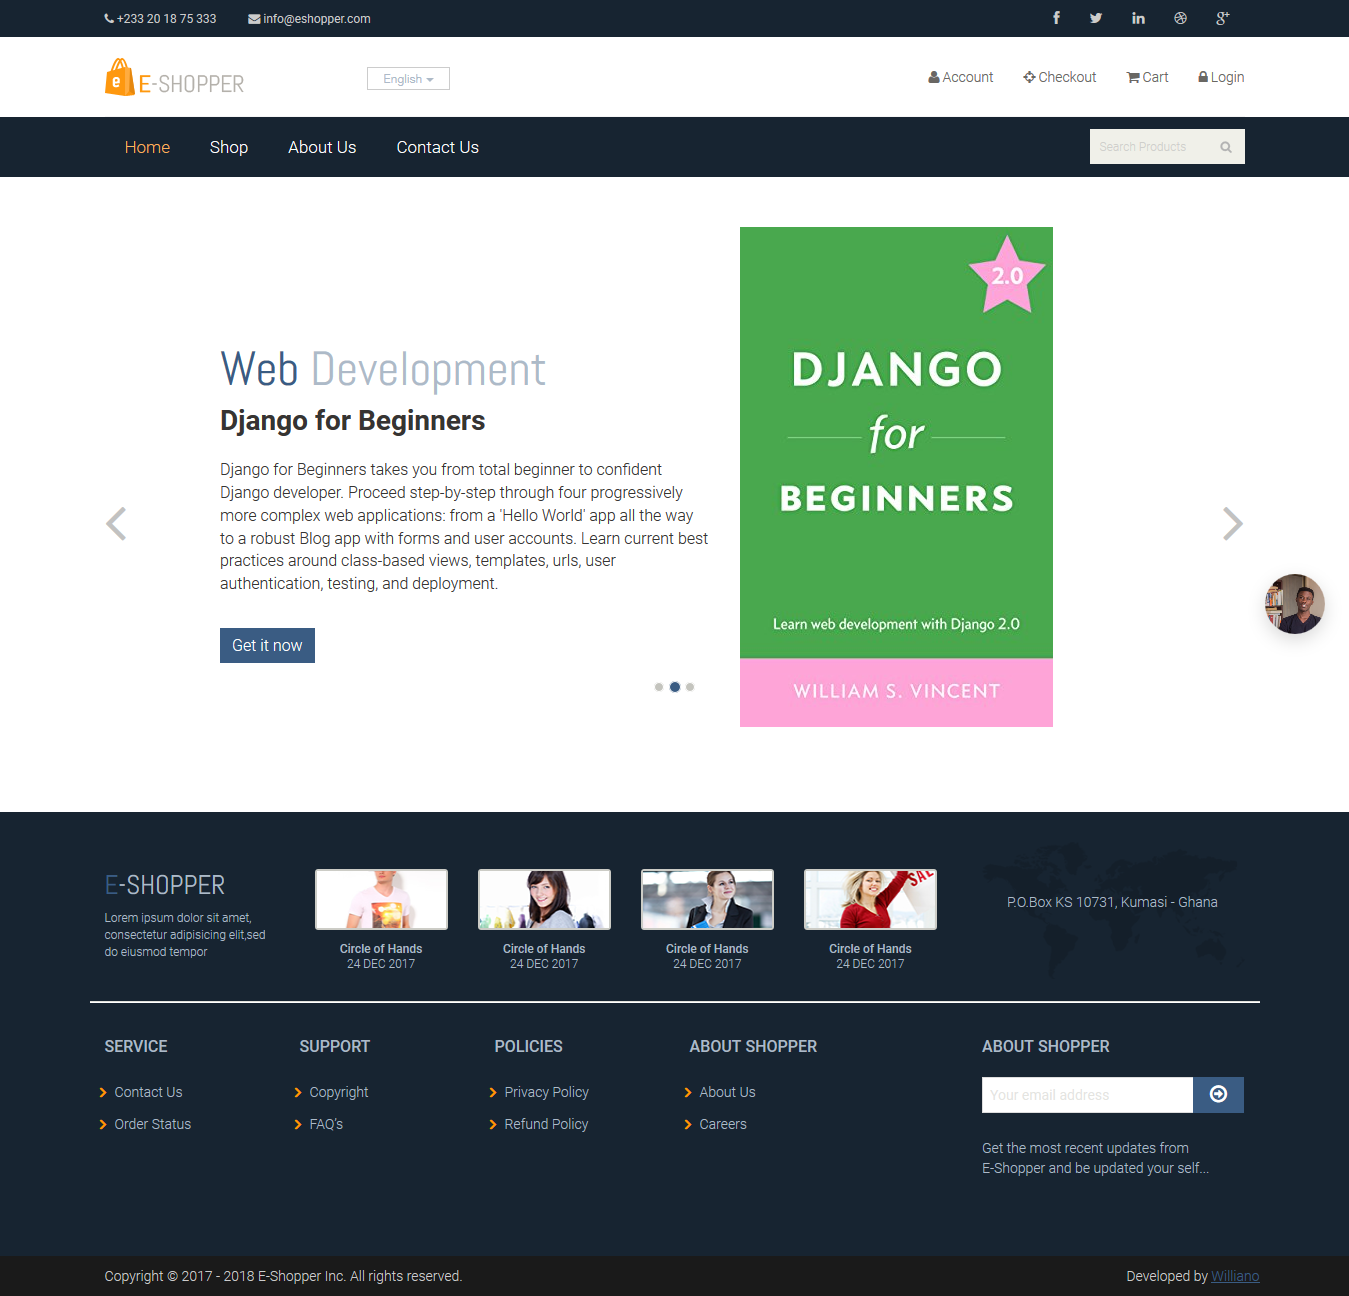 +233 20 18 75 333 info@eshopper.com
e E-SHOPPER English Account Checkout Cart Login
Home Shop About Us Contact Us Search Products
2.0
DJANGO
for
BEGINNERS
Learn web development with Django 2.0
WILLIAM S. VINCENT
Web Development
Django for Beginners
Django for Beginners takes you from total beginner to confident
Django developer. Proceed step-by-step through four progressively
more complex web applications: from a 'Hello World' app all the way
to a robust Blog app with forms and user accounts. Learn current best
practices around class-based views, templates, urls, user
authentication, testing, and deployment.
Get it now
E-SHOPPER
Lorem ipsum dolor sit amet,
consectetur adipisicing elit,sed
do eiusmod tempor
Circle of Hands
24 DEC 2017
Circle of Hands
24 DEC 2017
Circle of Hands
24 DEC 2017
SAL
Circle of Hands
24 DEC 2017
P.O.Box KS 10731, Kumasi - Ghana
SERVICE
Contact Us
Order Status
SUPPORT
Copyright
FAQ's
POLICIES
Privacy Policy
Refund Policy
ABOUT SHOPPER
About Us
Careers
ABOUT SHOPPER
Your email address
Get the most recent updates from
E-Shopper and be updated your self...
Copyright © 2017 - 2018 E-Shopper Inc. All rights reserved. Developed by Williano